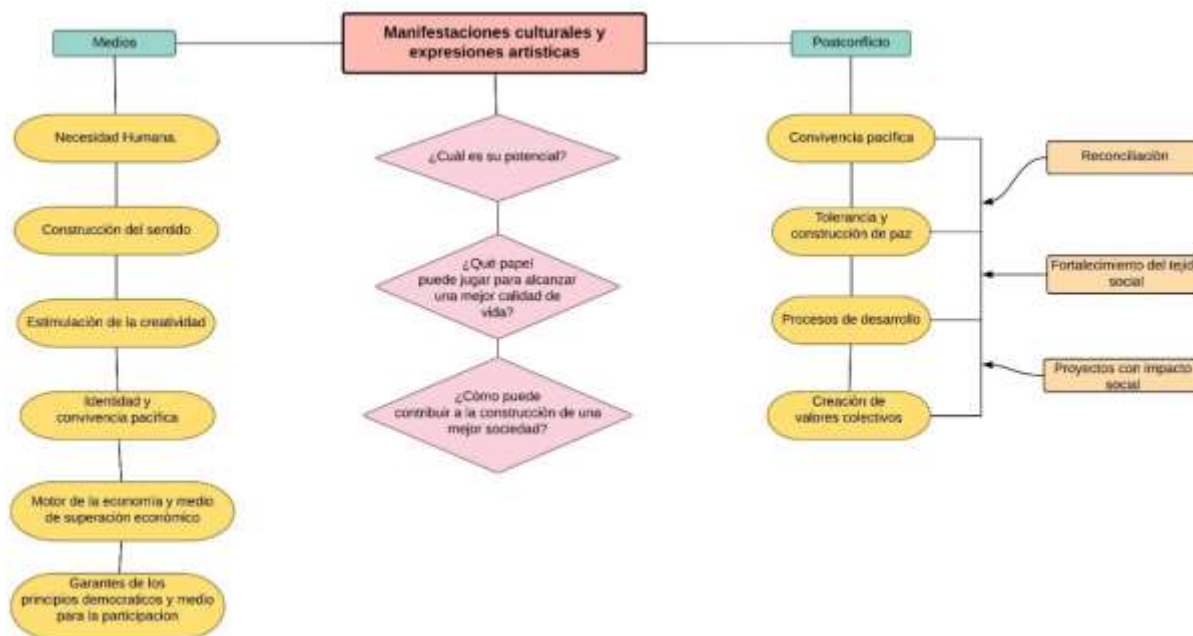 Medios
Manifestaciones culturales y
expresiones artísticas
Postconflicto
Necesidad Humana.
Construcción del sentido
Estimulación de la creatividad
Identidad y
convivencia pacífica
Motor de la economía y medio
de superación económico
Garantes de los
principios democraticos y medio
para la participacion
¿Cuál es su potencial?
¿Qué papel
puede jugar para alcanzar
una mejor calidad de
vida?
¿Cómo puede
contribuir a la construcción de una
mejor sociedad?
Convivencia pacífica
Tolerancia y
construcción de paz
Procesos de desarrollo
Creación de
valores colectivos
Reconciliación
Fortalecimiento del tejid
social
Proyectos con impacto
social